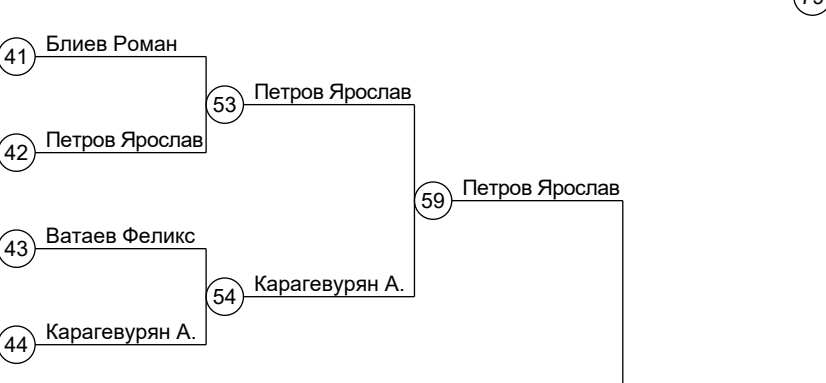 41 Блиев Роман
53 Петров Ярослав
42 Петров Ярослав
59 Петров Ярослав
43 Ватаев Феликс
54 Карагевурян А.
44 Карагевурян А.